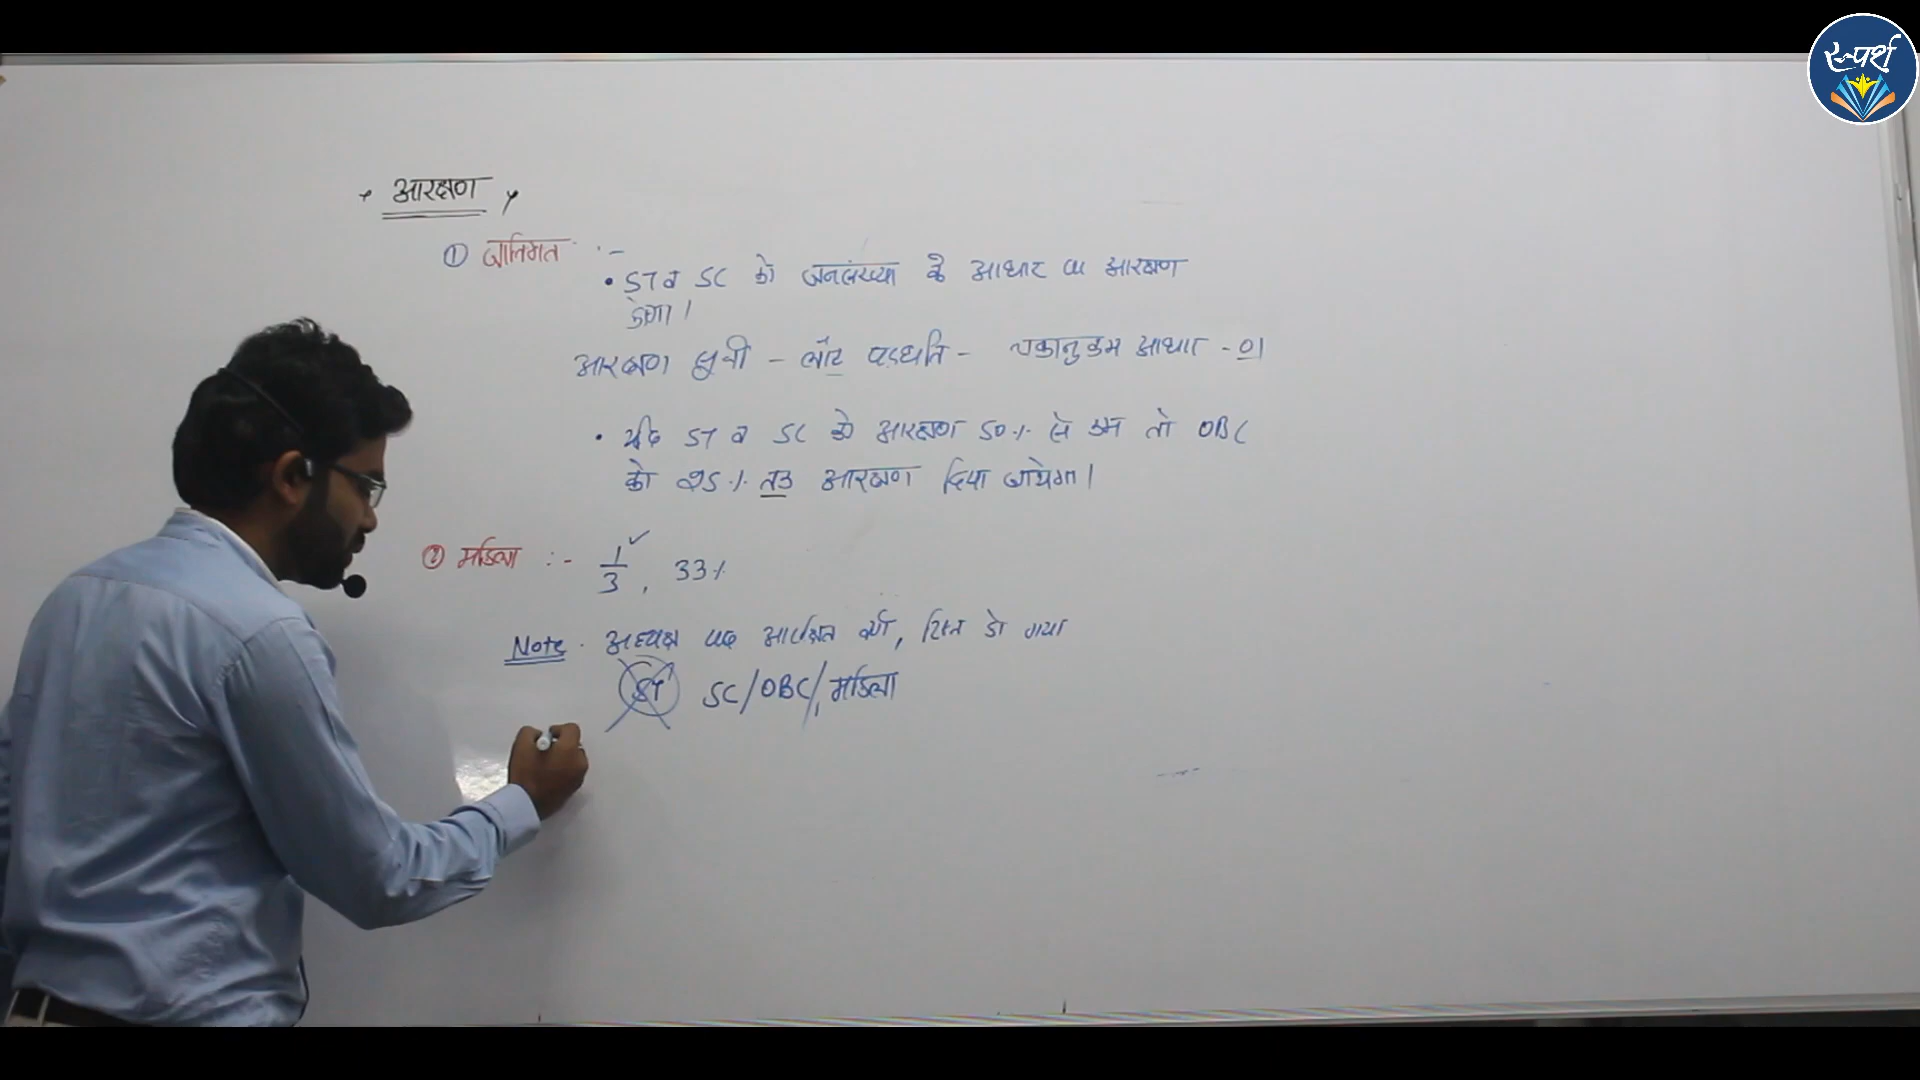 स्पर्श
आरक्षण
① जातिगत :-
• ST व SC को जनसंख्या के आधार पर आरक्षण
होगा।
आरक्षण सूची - लॉट पद्धति - चक्रानुक्रम आधार - 01
• यदि ST व SC को आरक्षण 50% से कम तो OBC
को 25% तक आरक्षण दिया जायेगा।
② महिला :- 1/3, 33%
Note - अध्यक्ष पद आरक्षित वर्ग, रिक्त हो गया
ST SC/OBC/, महिला